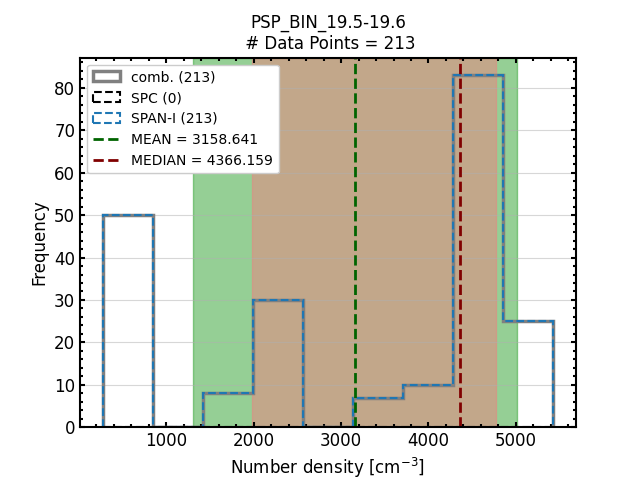 PSP_BIN_19.5-19.6
# Data Points = 213
comb. (213)
SPC (0)
SPAN-I (213)
MEAN = 3158.641
MEDIAN = 4366.159
Frequency
80
70
60
50
40
30
20
10
0
1000 2000 3000 4000 5000
Number density [cm⁻³]